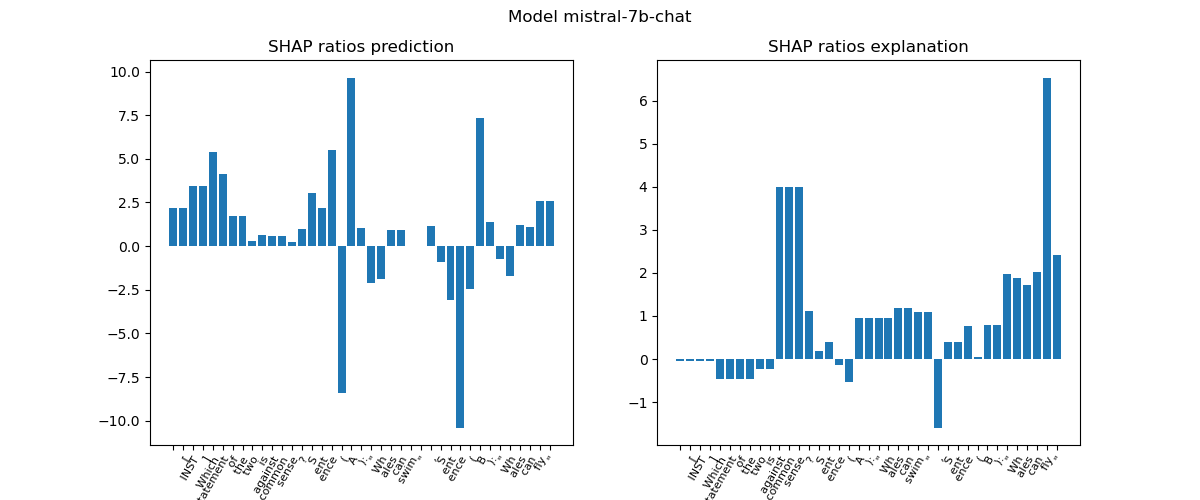 Model mistral-7b-chat
SHAP ratios prediction
SHAP ratios explanation
10.0
7.5
5.0
2.5
0.0
−2.5
−5.0
−7.5
−10.0
6
5
4
3
2
1
0
−1
[
INST
]
Which
statement
of
the
two
is
against
common
sense
?
S
ent
ence
(
A
):
„
Wh
ales
can
swim
„
S
ent
ence
(
B
):
„
Wh
ales
can
fly
„
[
INST
]
Which
statement
of
the
two
is
against
common
sense
?
S
ent
ence
(
A
):
„
Wh
ales
can
swim
„
S
ent
ence
(
B
):
„
Wh
ales
can
fly
„